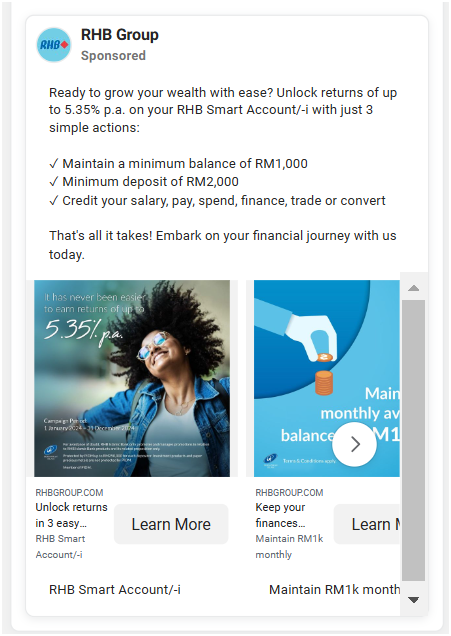 RHB Group
RHB
Sponsored
Ready to grow your wealth with ease? Unlock returns of up
to 5.35% p.a. on your RHB Smart Account/-i with just 3
simple actions:
✓ Maintain a minimum balance of RM1,000
✓ Minimum deposit of RM2,000
✓ Credit your salary, pay, spend, finance, trade or convert
That's all it takes! Embark on your financial journey with us
today.
It has never been easier
to earn returns of up to
5.35% p.a.
Campaign Period:
1 January 2024 - 31 December 2024
Main
monthly av
balance
M1
Terms & Conditions apply
RHBGROUP.COM
Unlock returns
in 3 easy...
RHB Smart
Account/-i
Learn More
RHBGROUP.COM
Keep your
finances...
Maintain RM1k
monthly
Learn M
RHB Smart Account/-i
Maintain RM1k month